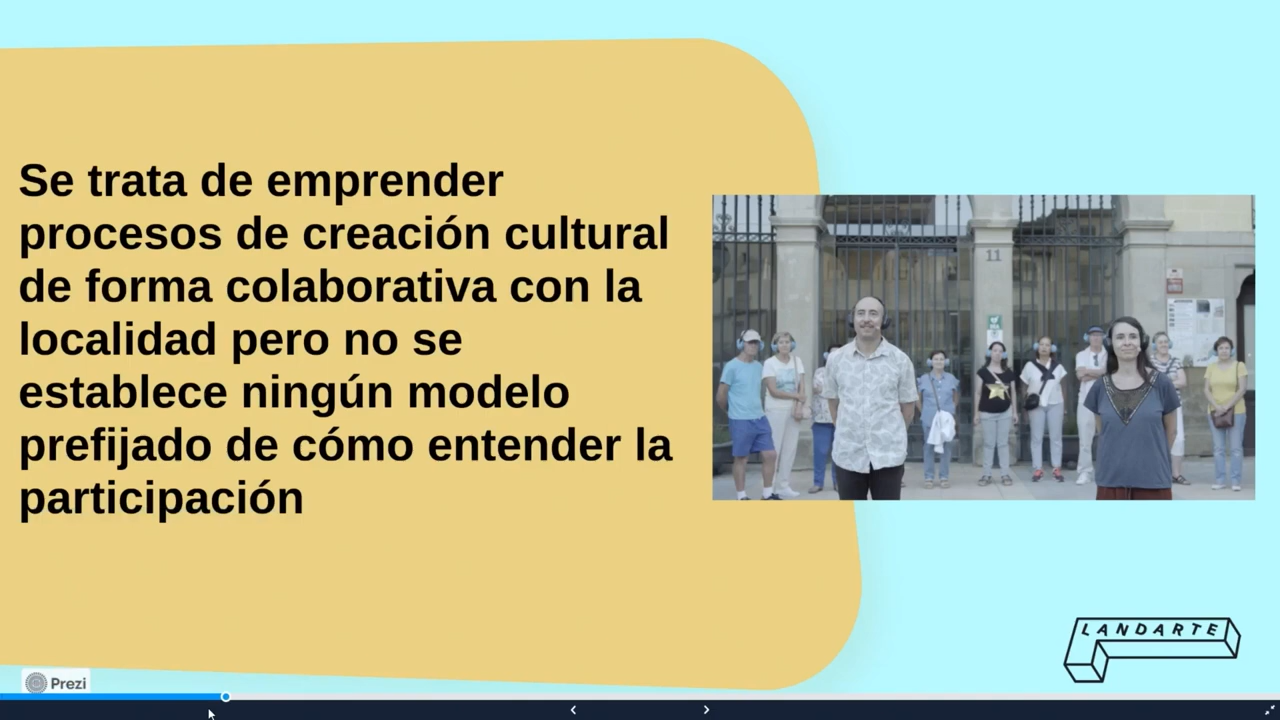 Se trata de emprender
procesos de creación cultural
de forma colaborativa con la
localidad pero no se
establece ningún modelo
prefijado de cómo entender la
participación
11
LANDARTE
Prezi